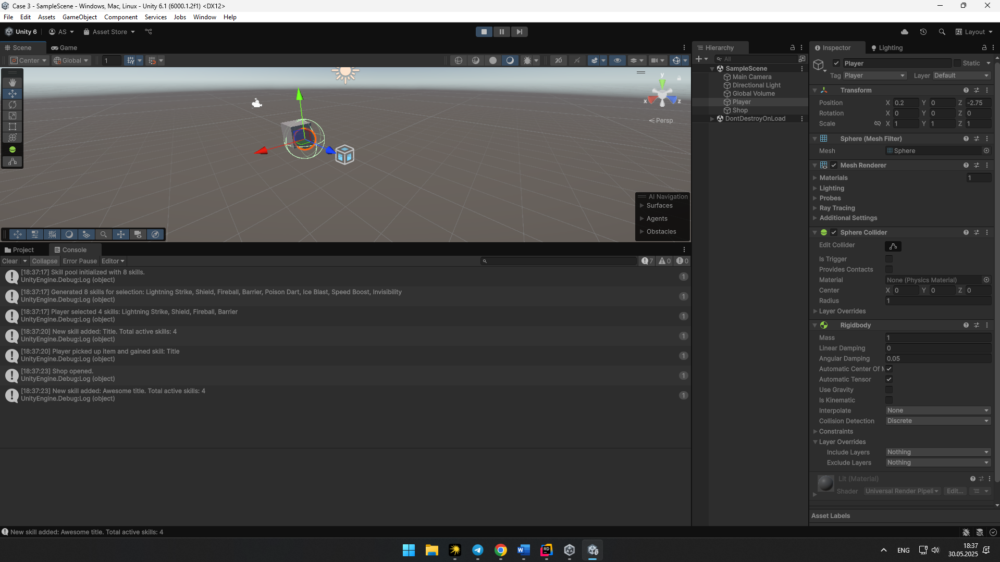 Case 3 - SampleScene - Windows, Mac, Linux - Unity 6.1 (6000.1.2f1) <DX12>
File Edit Assets GameObject Component Services Jobs Window Help
Unity 6 AS Asset Store Layout
Scene Game
Center Global 1 2D
y
x z
Persp
AI Navigation
Surfaces
Agents
Obstacles
Project Console
Clear Collapse Error Pause Editor 7 0 0
[18:37:17] Skill pool initialized with 8 skills.
UnityEngine.Debug:Log (object)
1
[18:37:17] Generated 8 skills for selection: Lightning Strike, Shield, Fireball, Barrier, Poison Dart, Ice Blast, Speed Boost, Invisibility
UnityEngine.Debug:Log (object)
1
[18:37:17] Player selected 4 skills: Lightning Strike, Shield, Fireball, Barrier
UnityEngine.Debug:Log (object)
1
[18:37:20] New skill added: Title. Total active skills: 4
UnityEngine.Debug:Log (object)
1
[18:37:20] Player picked up item and gained skill: Title
UnityEngine.Debug:Log (object)
1
[18:37:23] Shop opened.
UnityEngine.Debug:Log (object)
1
[18:37:23] New skill added: Awesome title. Total active skills: 4
UnityEngine.Debug:Log (object)
1
Hierarchy
All
SampleScene
Main Camera
Directional Light
Global Volume
Player
Shop
DontDestroyOnLoad
Inspector Lighting
Player Static
Tag Player Layer Default
Transform
Position X 0.2 Y 0 Z -2.75
Rotation X 0 Y 0 Z 0
Scale X 1 Y 1 Z 1
Sphere (Mesh Filter)
Mesh Sphere
Mesh Renderer
Materials 1
Lighting
Probes
Ray Tracing
Additional Settings
Sphere Collider
Edit Collider
Is Trigger
Provides Contacts
Material None (Physics Material)
Center X 0 Y 0 Z 0
Radius 1
Layer Overrides
Rigidbody
Mass 1
Linear Damping 0
Angular Damping 0.05
Automatic Center Of M
Automatic Tensor
Use Gravity
Is Kinematic
Interpolate None
Collision Detection Discrete
Constraints
Layer Overrides
Include Layers Nothing
Exclude Layers Nothing
Lit (Material)
Shader Universal Render Pipeli Edit...
Asset Labels
New skill added: Awesome title. Total active skills: 4
RD
ENG
18:37
30.05.2025